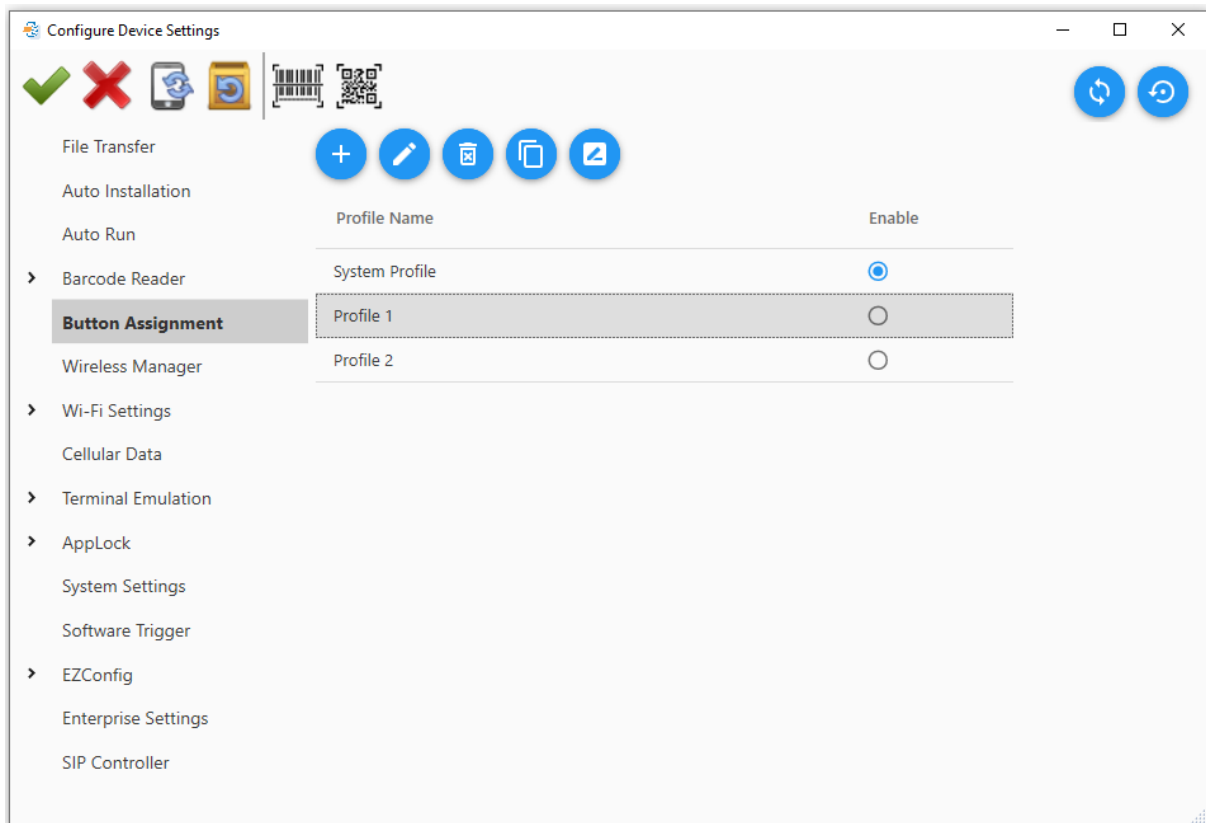 Configure Device Settings
File Transfer
Auto Installation
Auto Run
Barcode Reader
Button Assignment
Wireless Manager
Wi-Fi Settings
Cellular Data
Terminal Emulation
AppLock
System Settings
Software Trigger
EZConfig
Enterprise Settings
SIP Controller
Profile Name Enable
System Profile
Profile 1
Profile 2